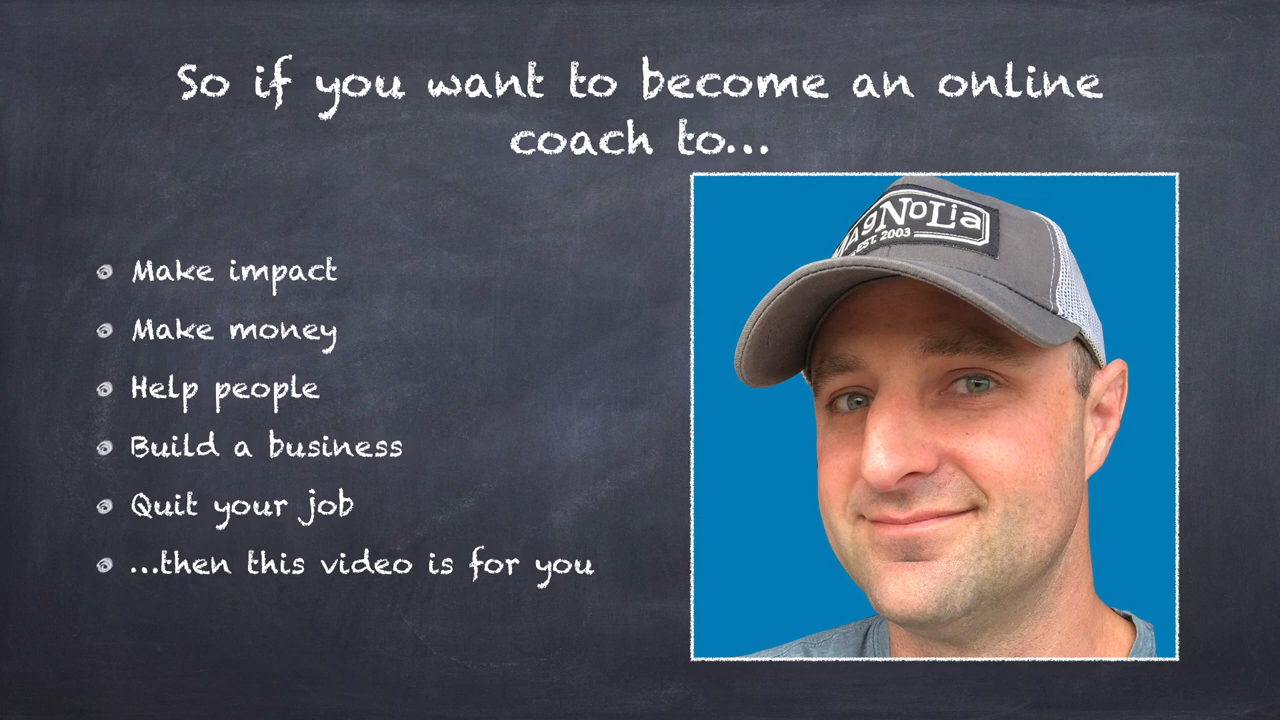 So if you want to become an online
coach to...
Make impact
Make money
Help people
Build a business
Quit your job
...then this video is for you
MAgNoLia
EST. 2003